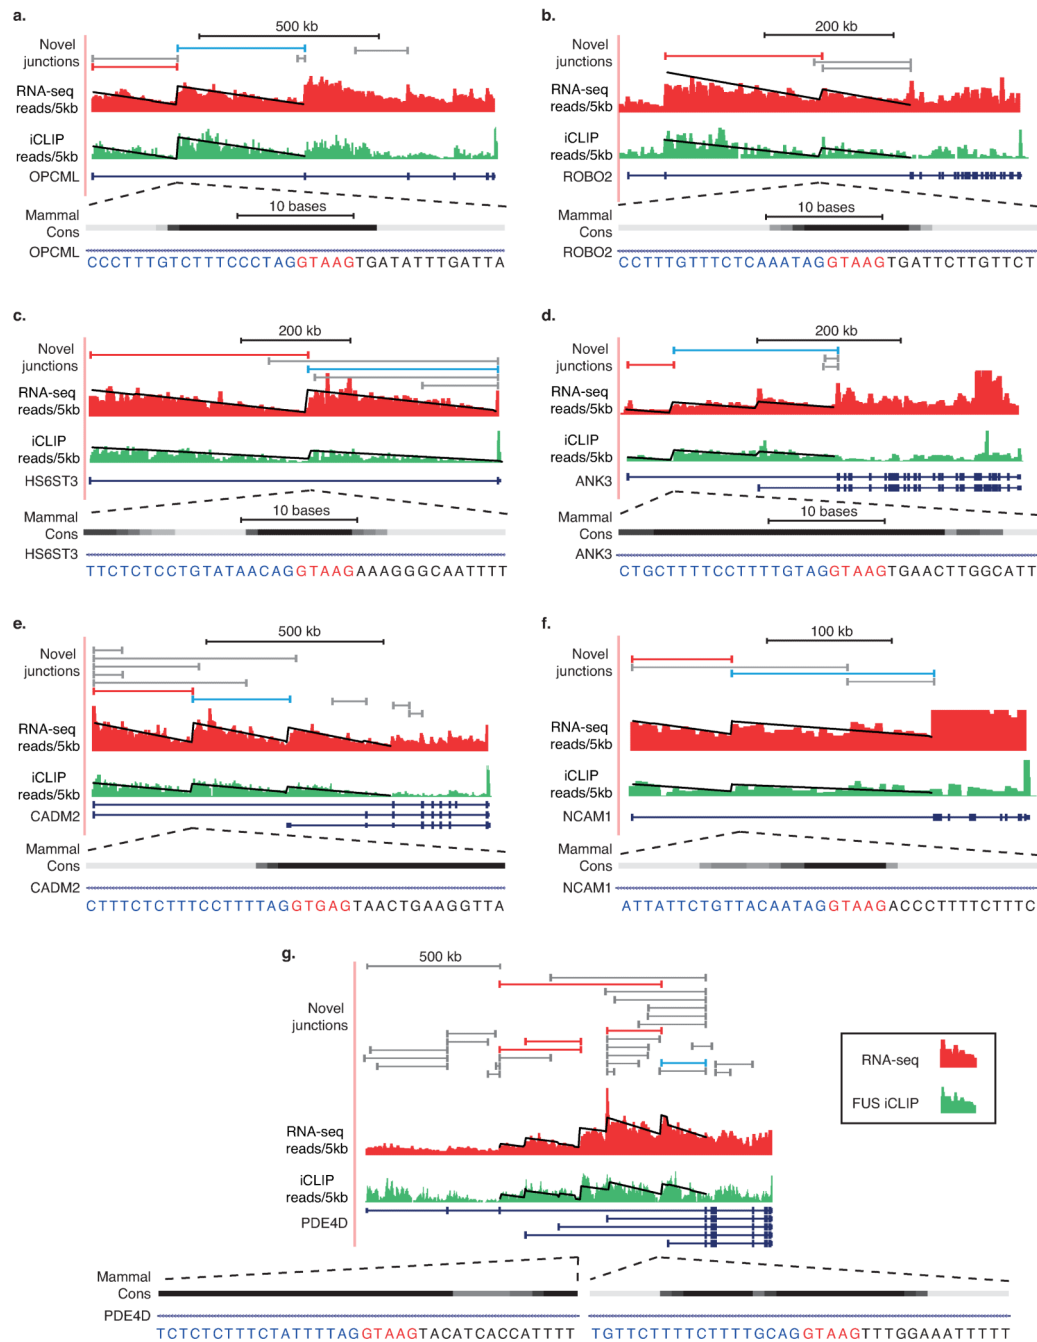 a.
500 kb
Novel
junctions
RNA-seq
reads/5kb
iCLIP
reads/5kb
OPCML
10 bases
Mammal
Cons
OPCML
CCCTTTGTCTTTCCCTAGGTAAGTGATATTTGATTA
b.
200 kb
Novel
junctions
RNA-seq
reads/5kb
iCLIP
reads/5kb
ROBO2
10 bases
Mammal
Cons
ROBO2
CCTTTGTTTCTCAAATAGGTAAGTGATTCTTGTTCT
c.
200 kb
Novel
junctions
RNA-seq
reads/5kb
iCLIP
reads/5kb
HS6ST3
10 bases
Mammal
Cons
HS6ST3
TTCTCTCCTGTATAACAGGTAAGAAAGGGCAATTTT
d.
200 kb
Novel
junctions
RNA-seq
reads/5kb
iCLIP
reads/5kb
ANK3
10 bases
Mammal
Cons
ANK3
CTGCTTTTCCTTTTGTAGGTAAGTGAACTTGGCATT
e.
500 kb
Novel
junctions
RNA-seq
reads/5kb
iCLIP
reads/5kb
CADM2
Mammal
Cons
CADM2
CTTTCTCTTTCCTTTTAGGTGAGTAACTGAAGGTTA
f.
100 kb
Novel
junctions
RNA-seq
reads/5kb
iCLIP
reads/5kb
NCAM1
Mammal
Cons
NCAM1
ATTATTCTGTTACAATAGGTAAGACCCTTTTCTTTC
g.
500 kb
Novel
junctions
RNA-seq
reads/5kb
iCLIP
reads/5kb
PDE4D
RNA-seq
FUS iCLIP
Mammal
Cons
PDE4D
TCTCTCTTTCTATTTTAGGTAAGTACATCACCATTTT
TGTTCTTTTCTTTTGCAGGTAAGTTTGGAAATTTTT